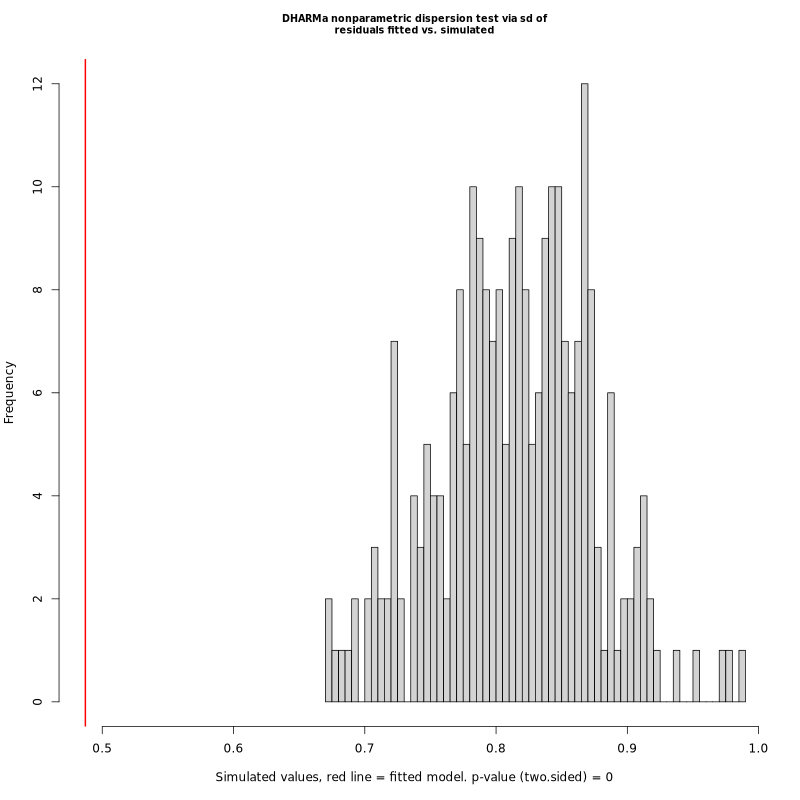 DHARMa nonparametric dispersion test via sd of
residuals fitted vs. simulated
Frequency
12
10
8
6
4
2
0
0.5 0.6 0.7 0.8 0.9 1.0
Simulated values, red line = fitted model. p-value (two.sided) = 0